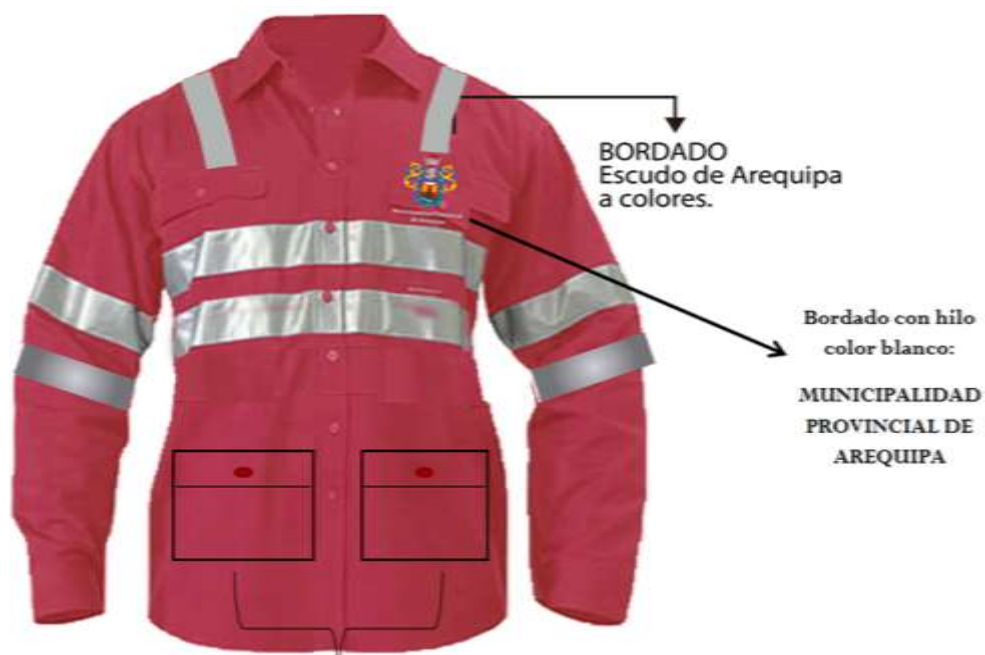 BORDADO
Escudo de Arequipa
a colores.
Bordado con hilo
color blanco:
MUNICIPALIDAD
PROVINCIAL DE
AREQUIPA